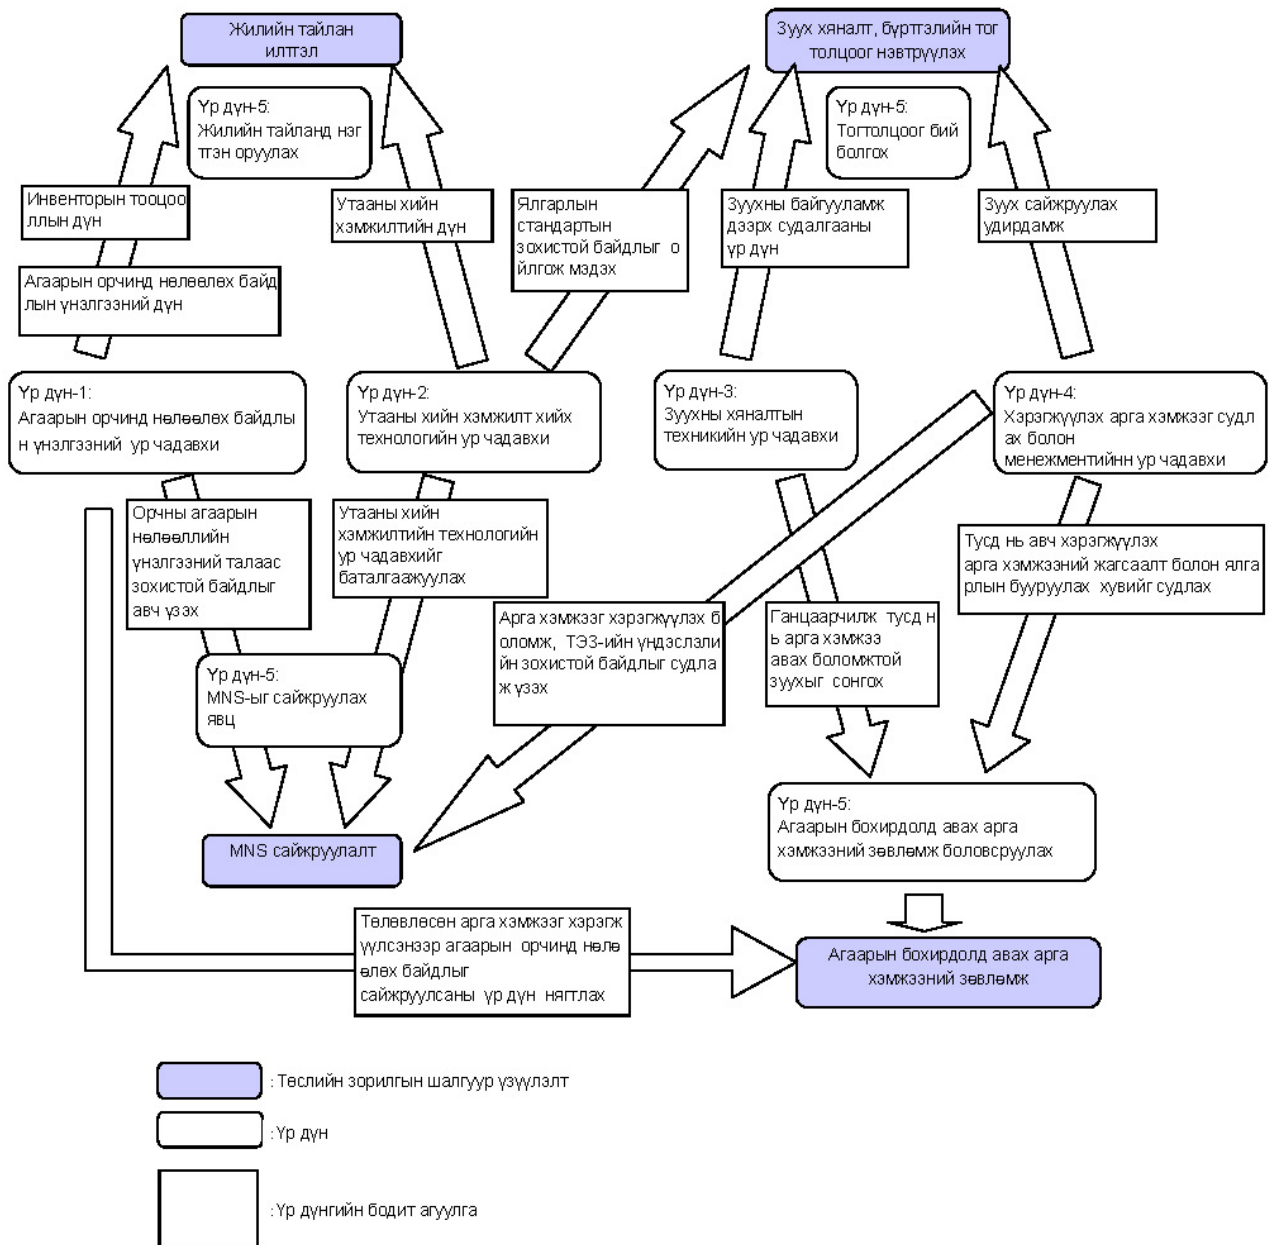 Жилийн тайлан
илтгэл
Зуух хяналт, бүртгэлийн тог
толцоог нэвтрүүлэх
Үр дүн-5:
Жилийн тайланд нэг
тгэн оруулах
Үр дүн-5:
Тогтолцоог бий
болгох
Инвенторын тооцоо
ллын дүн
Утааны хийн
хэмжилтийн дүн
Ялгарлын
стандартын
зохистой байдлыг о
йлгож мэдэх
Зуухны байгууламж
дээрх судалгааны
үр дүн
Зуух сайжруулах
удирдамж
Агаарын орчинд нөлөөлөх байд
лын үнэлгээний дүн
Үр дүн-1:
Агаарын орчинд нөлөөлөх байдлы
н үнэлгээний ур чадавхи
Үр дүн-2:
Утааны хийн хэмжилт хийх
технологийн ур чадавхи
Үр дүн-3:
Зуухны хяналтын
техникийн ур чадавхи
Үр дүн-4:
Хэрэгжүүлэх арга хэмжээг судл
ах болон
менежментийнн ур чадавхи
Орчны агаарын
нөлөөллийн
үнэлгээний талаас
зохистой байдлыг
авч үзэх
Утааны хийн
хэмжилтийн технологийн
ур чадавхийг
баталгаажуулах
Тусд нь авч хэрэгжүүлэх
арга хэмжээний жагсаалт болон ялга
рлын бууруулах хувийг судлах
Арга хэмжээг хэрэгжүүлэх б
оломж, ТЭЗ-ийн үндэслэли
йн зохистой байдлыг судла
ж үзэх
Ганцаарчилж тусд н
ь арга хэмжээ
авах боломжтой
зуухыг сонгох
Үр дүн-5:
MNS-ыг сайжруулах
явц
Үр дүн-5:
Агаарын бохирдолд авах арга
хэмжээний зөвлөмж боловсруулах
MNS сайжруулалт
Төлөвлөсөн арга хэмжээг хэрэгж
үүлсэнээр агаарын орчинд нөлө
өлөх байдлыг
сайжруулсаны үр дүн нягтлах
Агаарын бохирдолд авах арга
хэмжээний зөвлөмж
: Төслийн зорилгын шалгуур үзүүлэлт
: Үр дүн
: Үр дүнгийн бодит агуулга